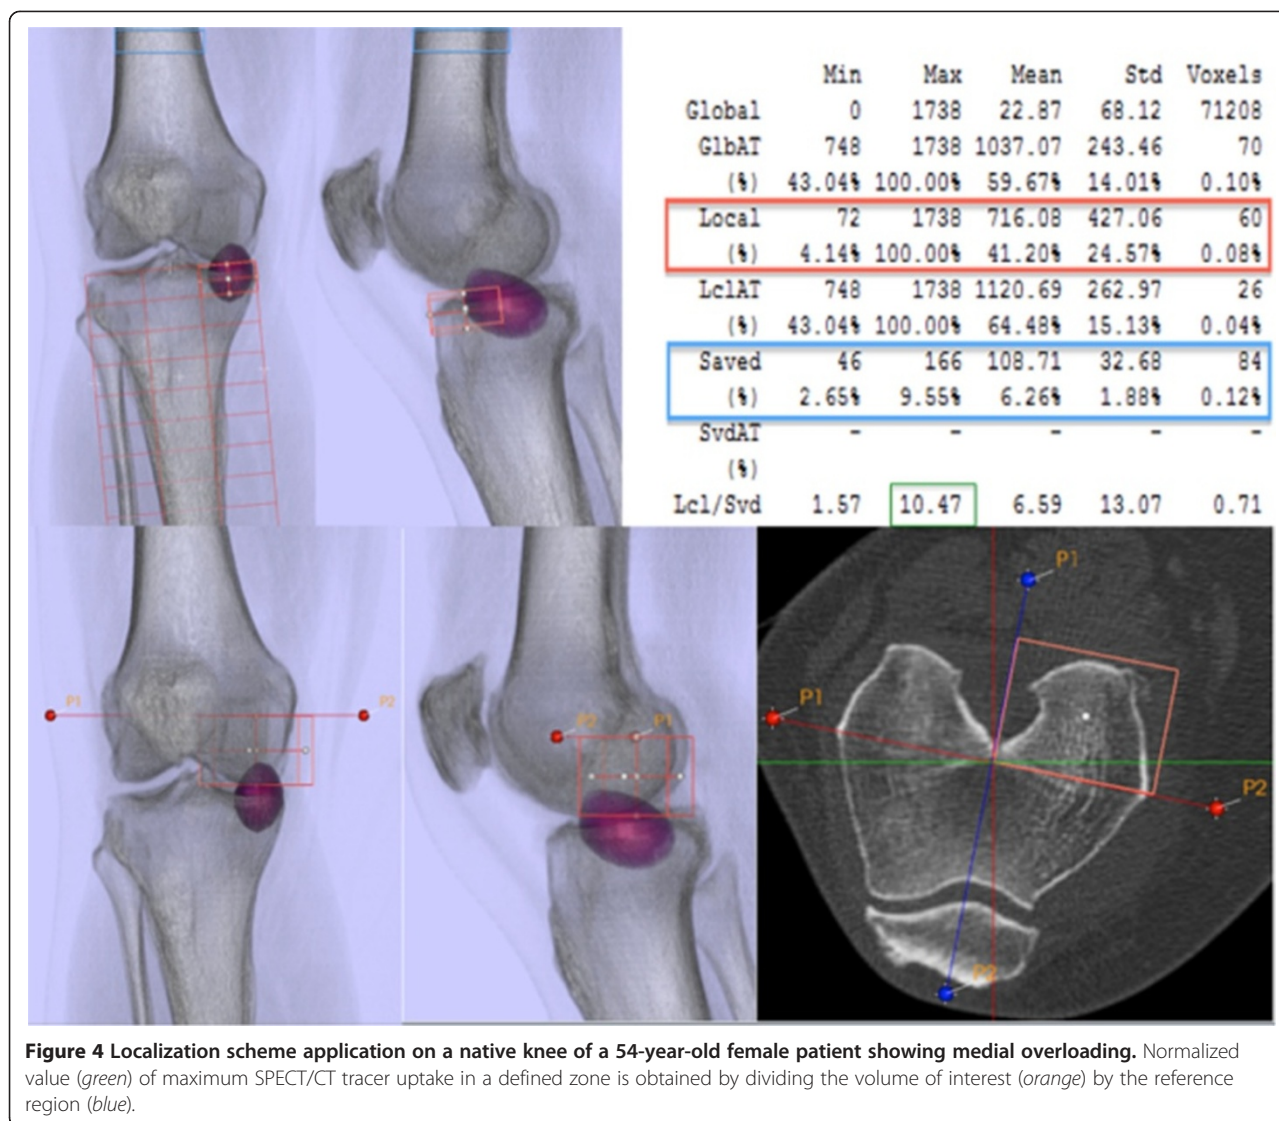 Min Max Mean Std Voxels
Global 0 1738 22.87 68.12 71208
GlbAT 748 1738 1037.07 243.46 70
(%) 43.04% 100.00% 59.67% 14.01% 0.10%
Local 72 1738 716.08 427.06 60
(%) 4.14% 100.00% 41.20% 24.57% 0.08%
LclAT 748 1738 1120.69 262.97 26
(%) 43.04% 100.00% 64.48% 15.13% 0.04%
Saved 46 166 108.71 32.68 84
(%) 2.65% 9.55% 6.26% 1.88% 0.12%
SvdAT - - - - -
(%)
Lcl/Svd 1.57 10.47 6.59 13.07 0.71
P1 P2
P2 P1
P1
P1
P2
P2
Figure 4 Localization scheme application on a native knee of a 54-year-old female patient showing medial overloading. Normalized
value (green) of maximum SPECT/CT tracer uptake in a defined zone is obtained by dividing the volume of interest (orange) by the reference
region (blue).